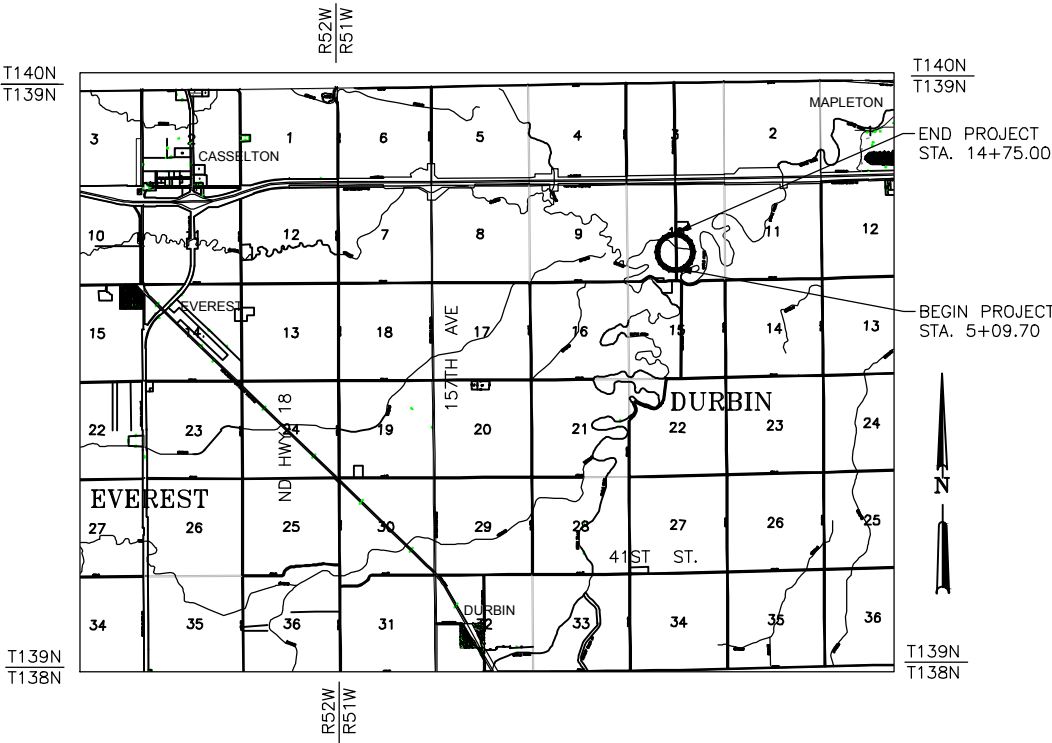 R52W
R51W
T140N
T139N
T140N
T139N
MAPLETON
3
1
6
5
4
3
2
END PROJECT
STA. 14+75.00
CASSELTON
10
12
7
8
9
11
12
BEGIN PROJECT
STA. 5+09.70
EVEREST
15
14
13
18
17
16
15
14
13
157TH AVE
DURBIN
22
23
24
19
20
21
22
23
24
ND HWY 18
N
EVEREST
27
26
25
30
29
28
27
26
25
41ST ST.
34
35
36
31
DURBIN
32
33
34
35
36
T139N
T138N
T139N
T138N
R52W
R51W